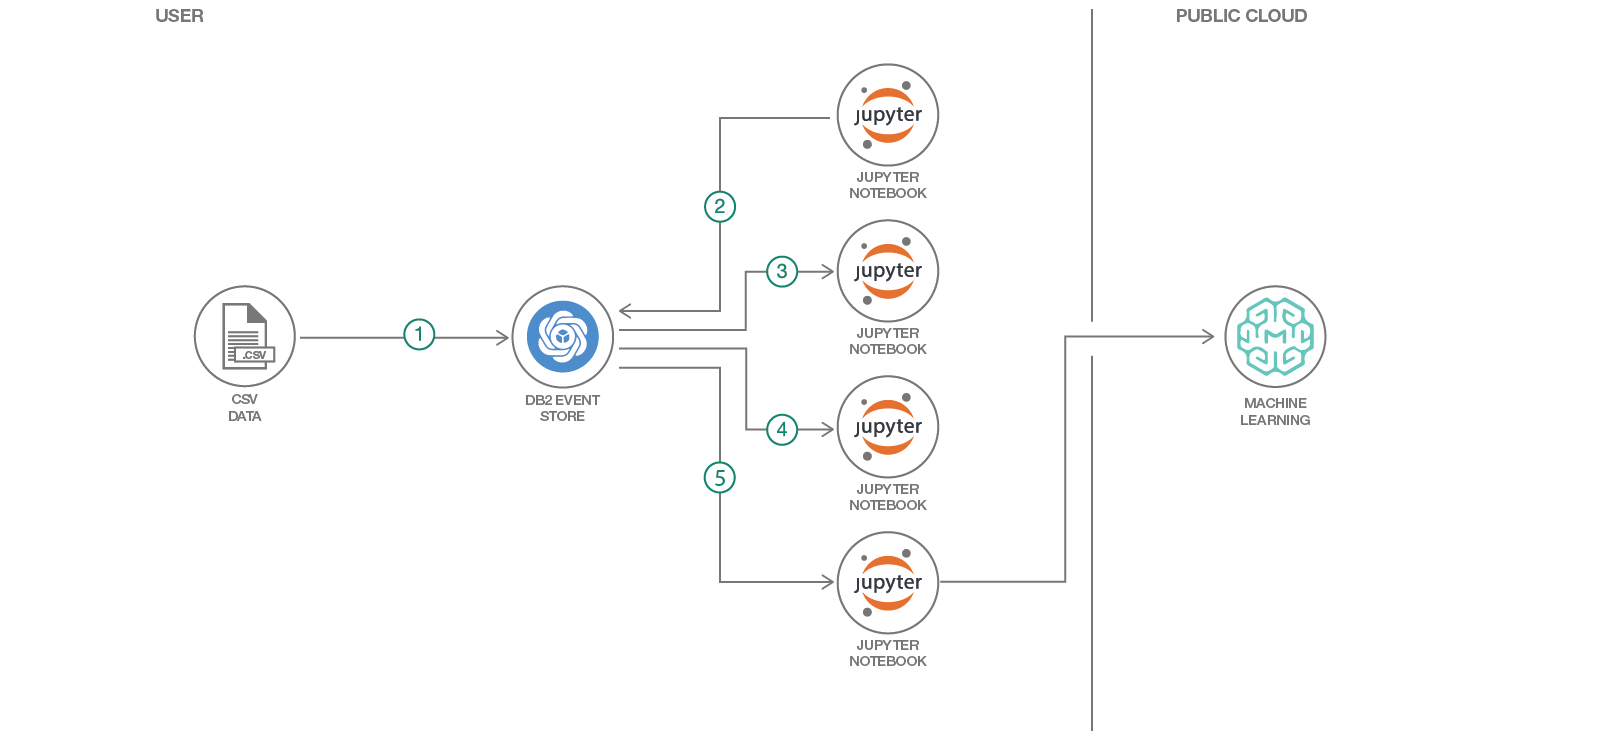 USER
PUBLIC CLOUD
jupyter
JUPYTER
NOTEBOOK
2
jupyter
3
JUPYTER
NOTEBOOK
.CSV
1
CSV
DATA
DB2 EVENT
STORE
MACHINE
LEARNING
jupyter
4
JUPYTER
NOTEBOOK
5
jupyter
JUPYTER
NOTEBOOK